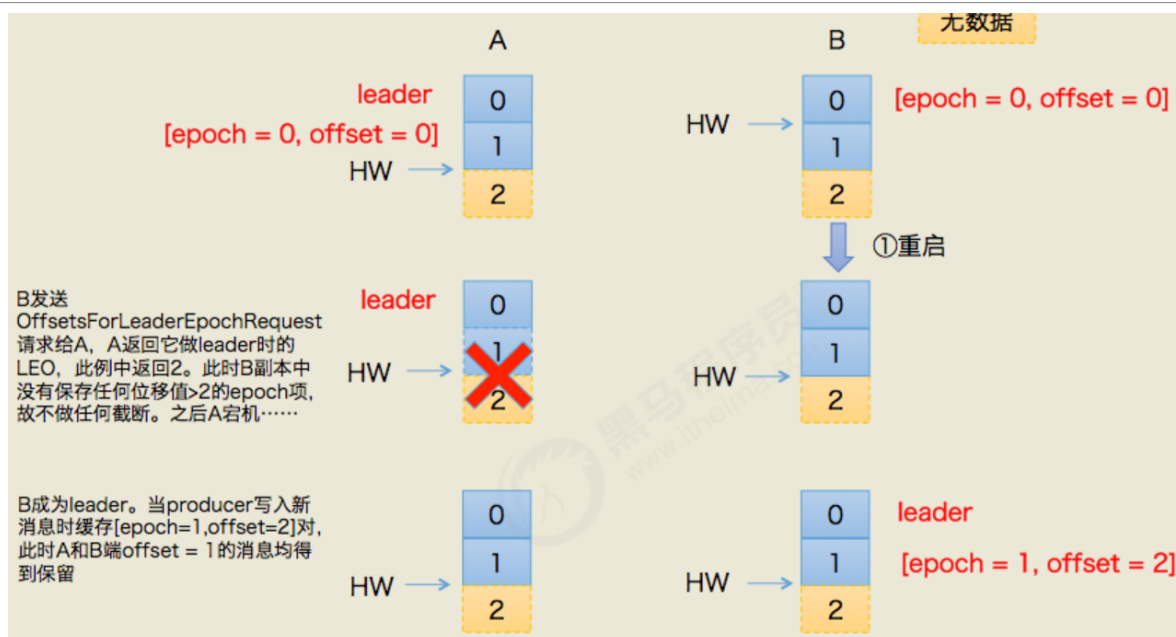 无数据
A
B
leader
[epoch = 0, offset = 0]
HW
0
1
2
HW
0
1
2
[epoch = 0, offset = 0]
①重启
B发送
OffsetsForLeaderEpochRequest
请求给A，A返回它做leader时的
LEO，此例中返回2。此时B副本中
没有保存任何位移值>2的epoch项，
故不做任何截断。之后A宕机……
leader
HW
0
1
2
HW
0
1
2
B成为leader。当producer写入新
消息时缓存[epoch=1,offset=2]对，
此时A和B端offset = 1的消息均得
到保留
HW
0
1
2
HW
0
1
2
leader
[epoch = 1, offset = 2]
黑马程序员
www.itheima.com